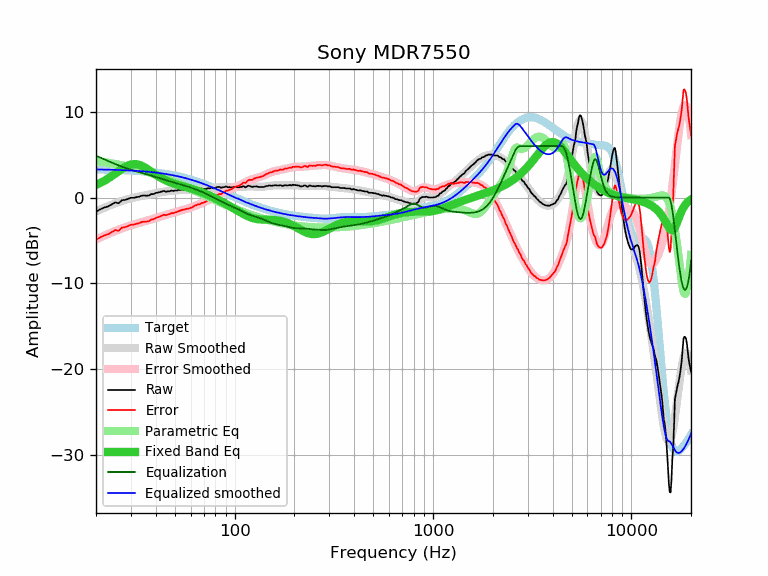 Sony MDR7550
Amplitude (dBr)
10
0
−10
−20
−30
Target
Raw Smoothed
Error Smoothed
Raw
Error
Parametric Eq
Fixed Band Eq
Equalization
Equalized smoothed
100
1000
10000
Frequency (Hz)